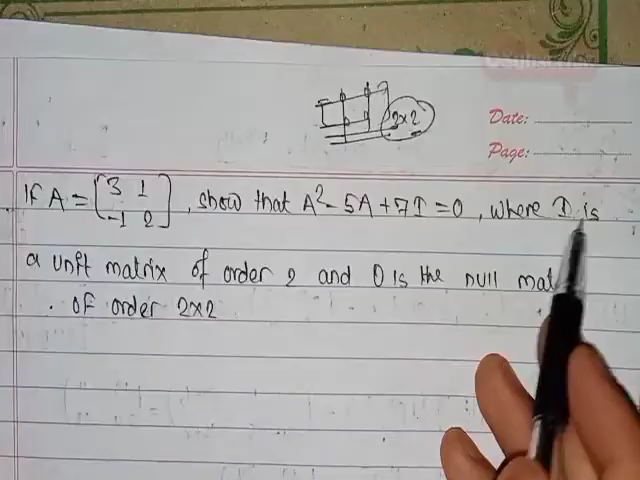 2x2
Date:
Page:
If A = [3 1
-1 2], show that A² - 5A + 7I = 0, where I is
a unit matrix of order 2 and 0 is the null mat
of order 2x2